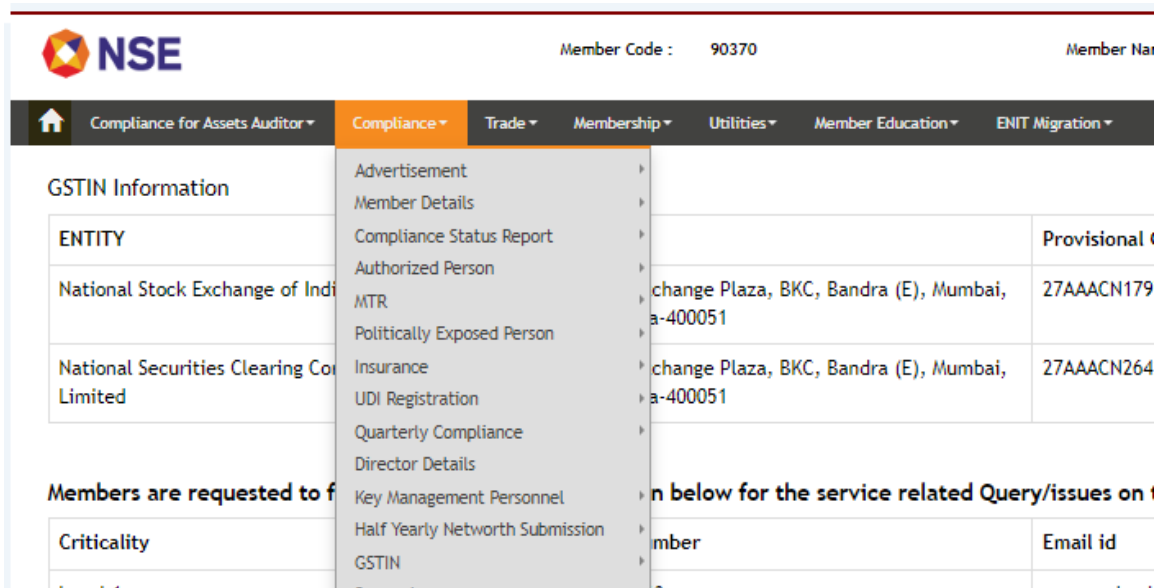 NSE
Member Code : 90370 Member Nar
Compliance for Assets Auditor Compliance Trade Membership Utilities Member Education ENIT Migration
Advertisement
Member Details
Compliance Status Report
Authorized Person
MTR
Politically Exposed Person
Insurance
UDI Registration
Quarterly Compliance
Director Details
Key Management Personnel
Half Yearly Networth Submission
GSTIN
GSTIN Information
ENTITY Provisional
National Stock Exchange of Indi change Plaza, BKC, Bandra (E), Mumbai, 27AAACN179
a-400051
National Securities Clearing Cor change Plaza, BKC, Bandra (E), Mumbai, 27AAACN264
Limited a-400051
Members are requested to f n below for the service related Query/issues on t
Criticality mber Email id